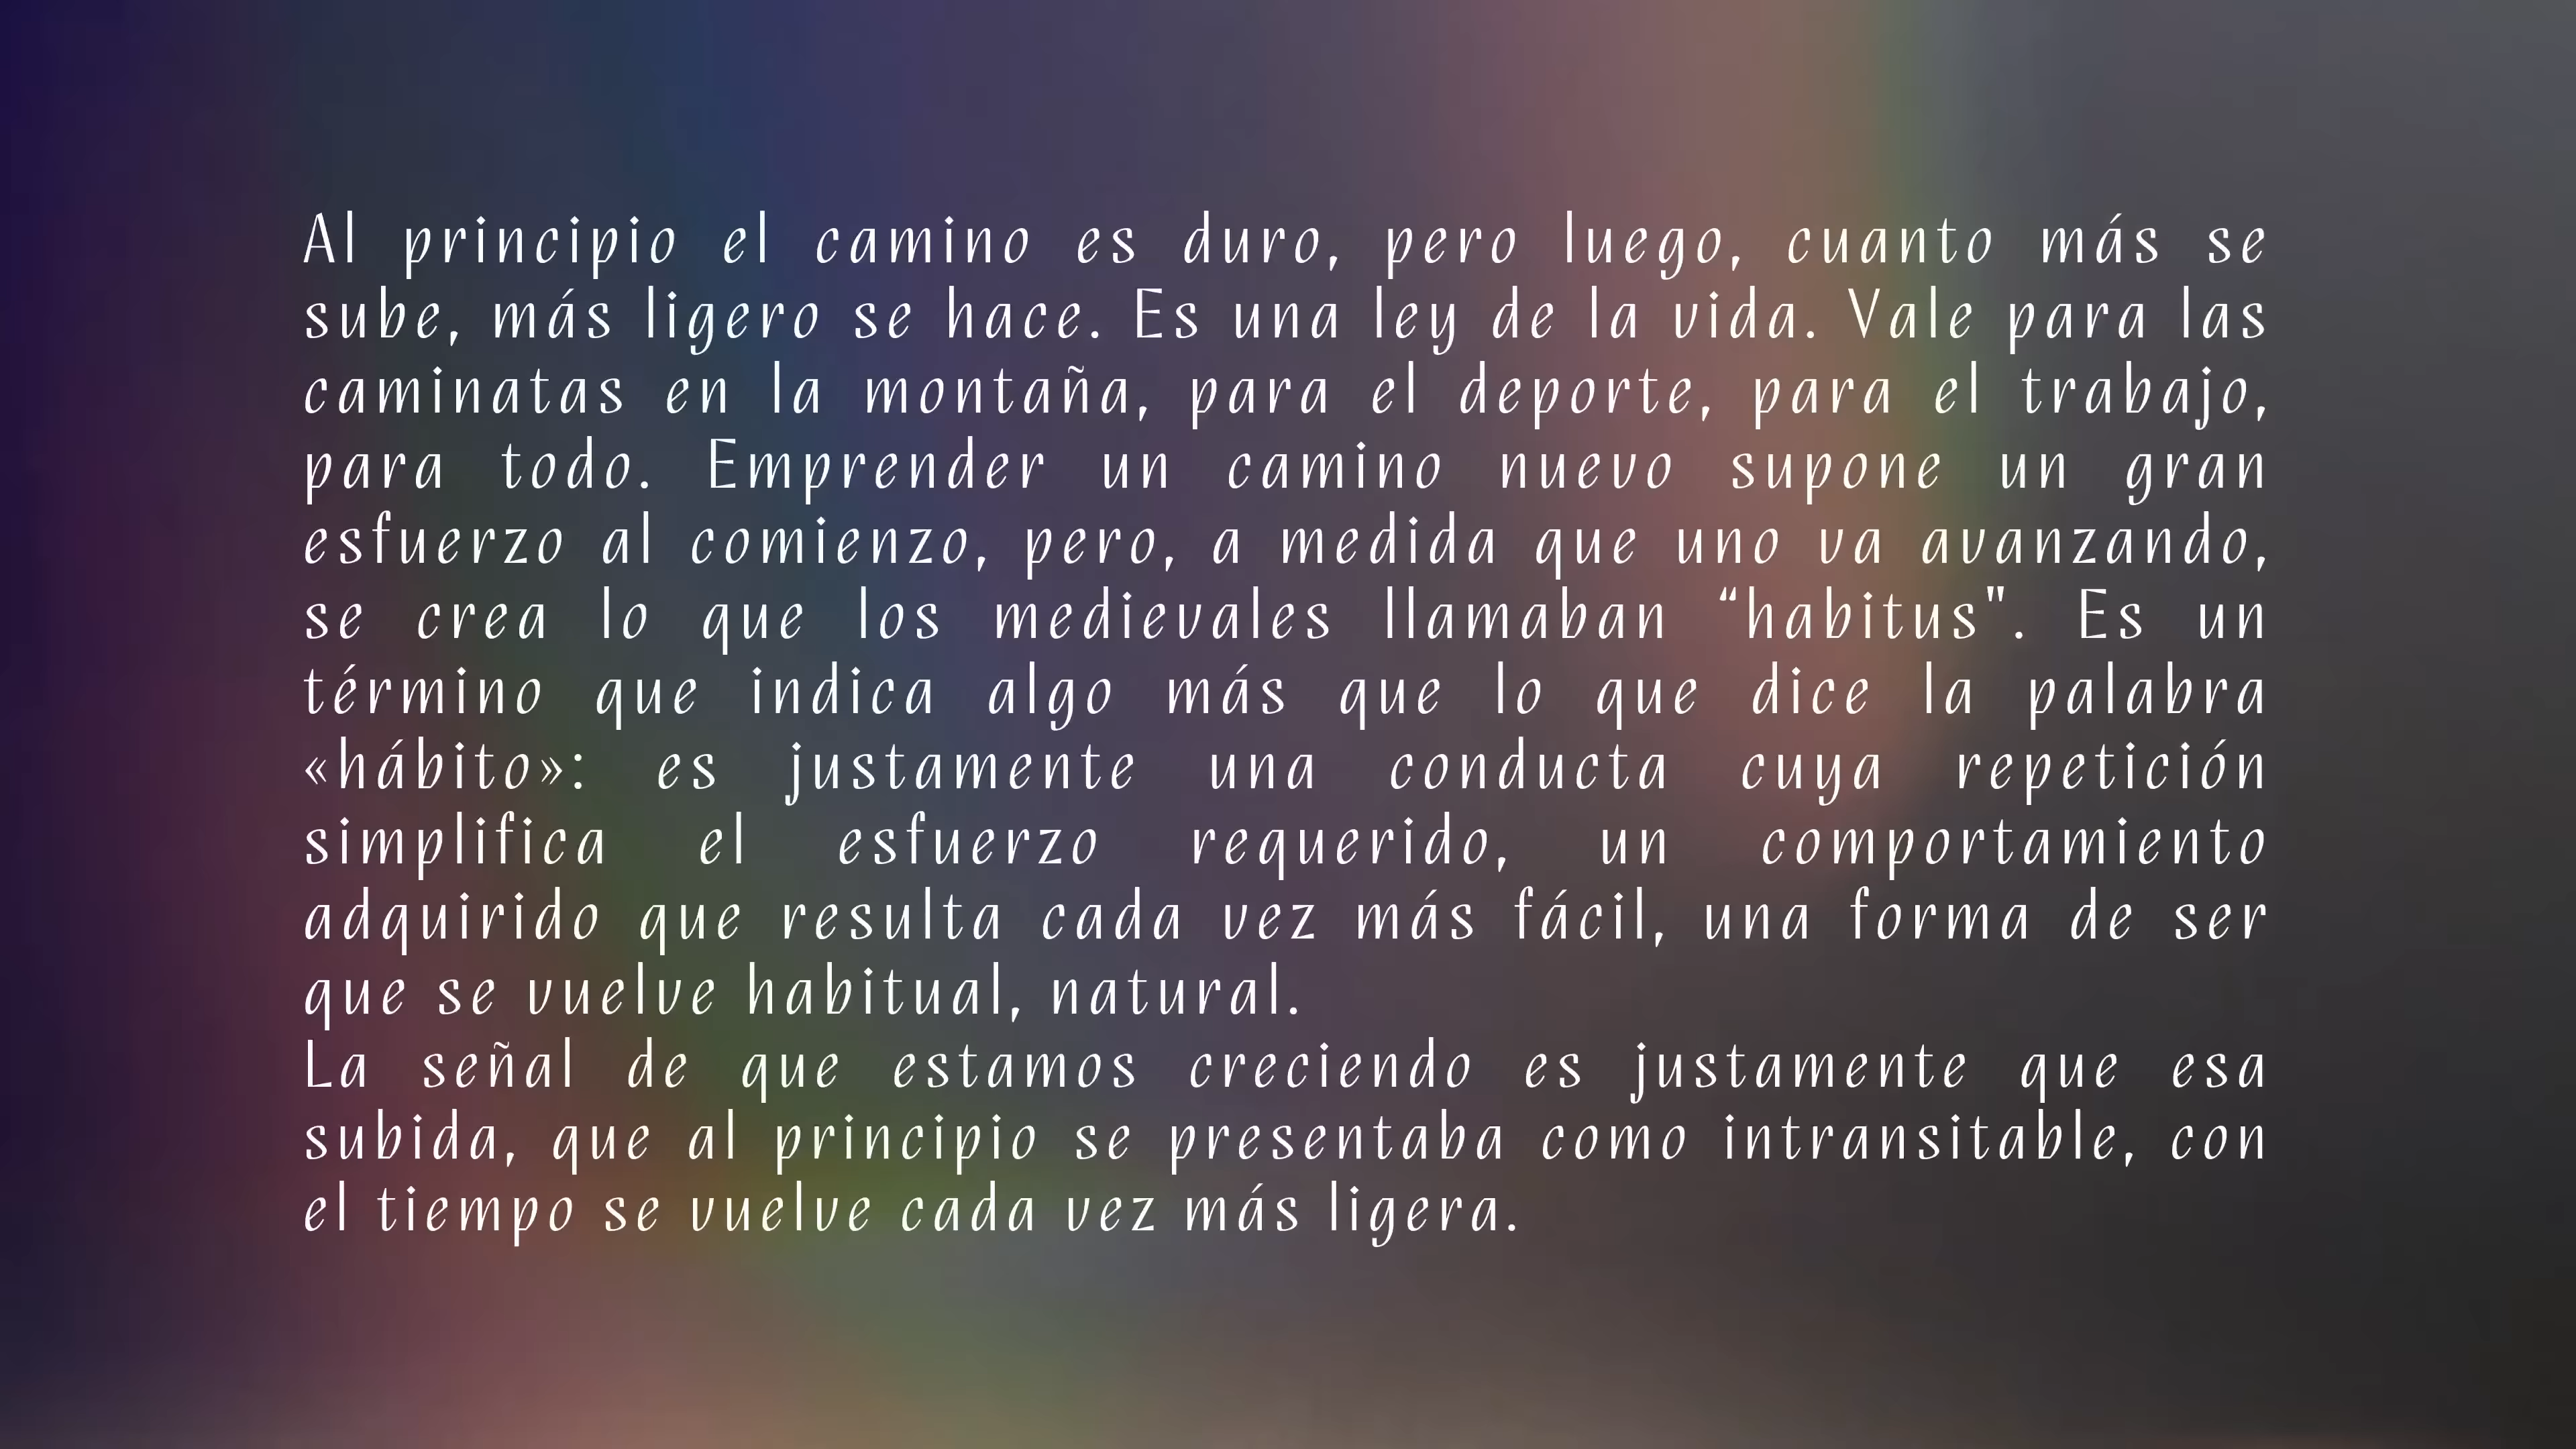 Al principio el camino es duro, pero luego, cuanto más se
sube, más ligero se hace. Es una ley de la vida. Vale para las
caminatas en la montaña, para el deporte, para el trabajo,
para todo. Emprender un camino nuevo supone un gran
esfuerzo al comienzo, pero, a medida que uno va avanzando,
se crea lo que los medievales llamaban “habitus". Es un
término que indica algo más que lo que dice la palabra
«hábito»: es justamente una conducta cuya repetición
simplifica el esfuerzo requerido, un comportamiento
adquirido que resulta cada vez más fácil, una forma de ser
que se vuelve habitual, natural.
La señal de que estamos creciendo es justamente que esa
subida, que al principio se presentaba como intransitable, con
el tiempo se vuelve cada vez más ligera.